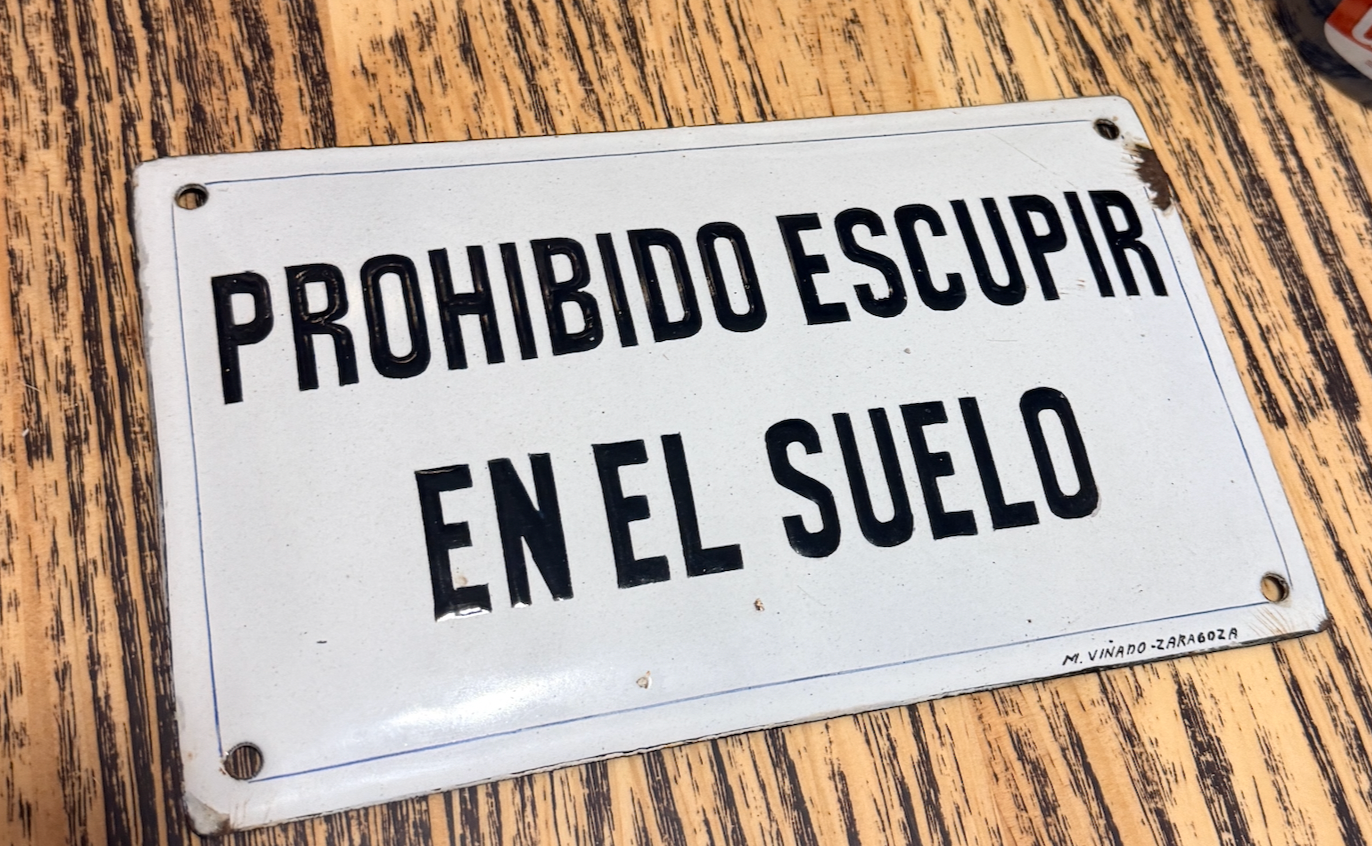 PROHIBIDO ESCUPIR
EN EL SUELO
M. VIÑADO-ZARAGOZA